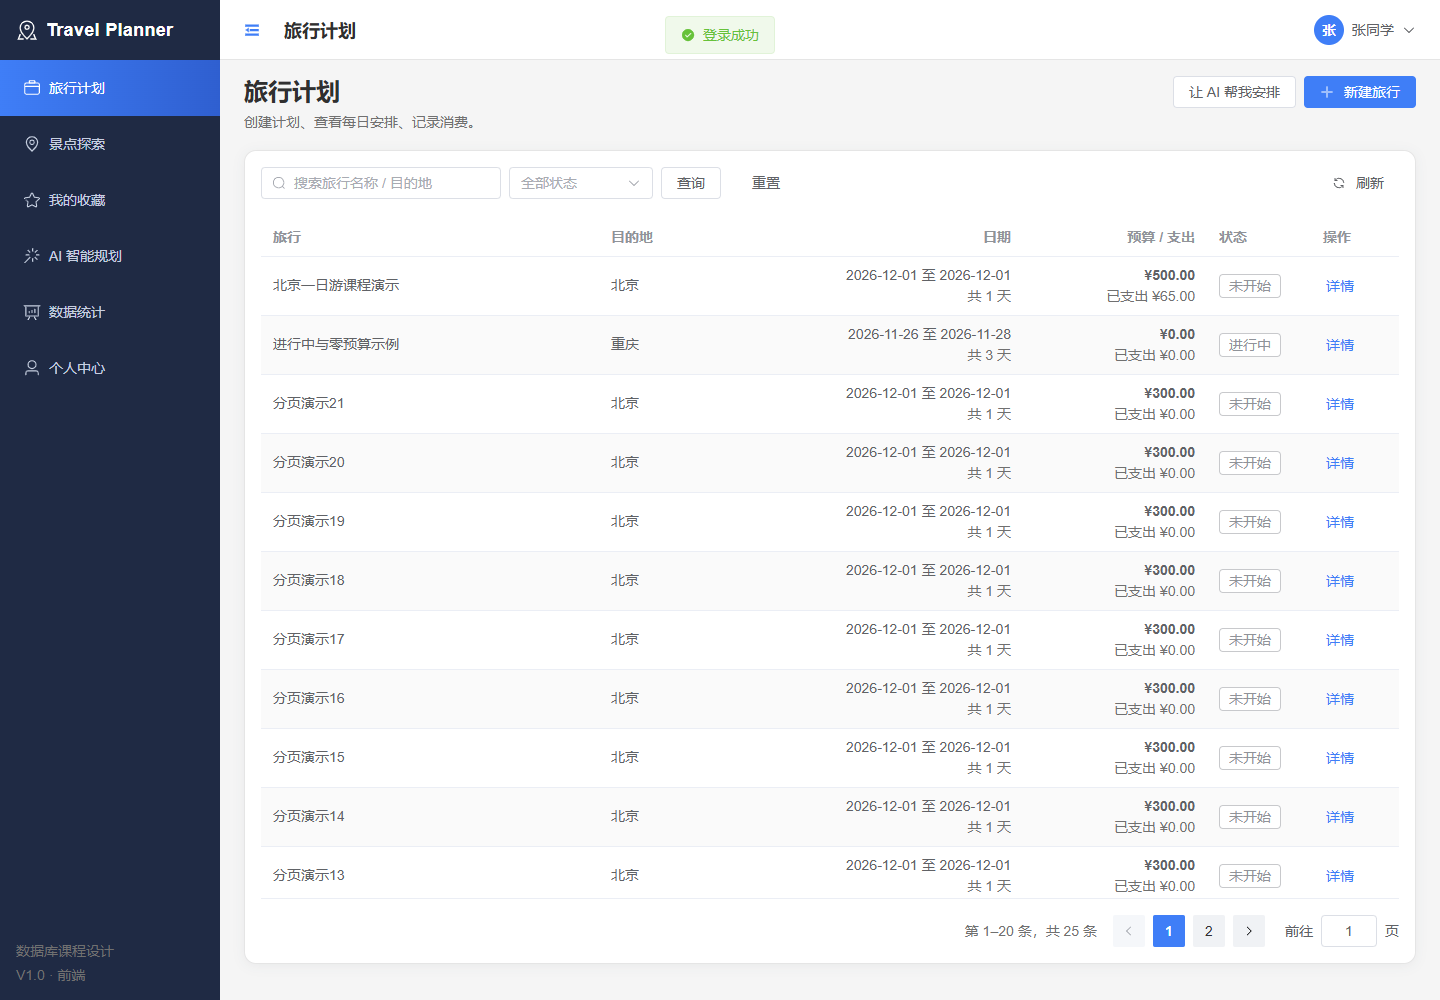 Travel Planner
旅行计划
登录成功
张 张同学
旅行计划
景点探索
我的收藏
AI 智能规划
数据统计
个人中心
数据库课程设计
V1.0 · 前端
旅行计划
创建计划、查看每日安排、记录消费。
让 AI 帮我安排
新建旅行
搜索旅行名称 / 目的地 全部状态 查询 重置 刷新
旅行 目的地 日期 预算 / 支出 状态 操作
北京一日游课程演示 北京 2026-12-01 至 2026-12-01 ¥500.00 未开始 详情
共 1 天 已支出 ¥65.00
进行中与零预算示例 重庆 2026-11-26 至 2026-11-28 ¥0.00 进行中 详情
共 3 天 已支出 ¥0.00
分页演示21 北京 2026-12-01 至 2026-12-01 ¥300.00 未开始 详情
共 1 天 已支出 ¥0.00
分页演示20 北京 2026-12-01 至 2026-12-01 ¥300.00 未开始 详情
共 1 天 已支出 ¥0.00
分页演示19 北京 2026-12-01 至 2026-12-01 ¥300.00 未开始 详情
共 1 天 已支出 ¥0.00
分页演示18 北京 2026-12-01 至 2026-12-01 ¥300.00 未开始 详情
共 1 天 已支出 ¥0.00
分页演示17 北京 2026-12-01 至 2026-12-01 ¥300.00 未开始 详情
共 1 天 已支出 ¥0.00
分页演示16 北京 2026-12-01 至 2026-12-01 ¥300.00 未开始 详情
共 1 天 已支出 ¥0.00
分页演示15 北京 2026-12-01 至 2026-12-01 ¥300.00 未开始 详情
共 1 天 已支出 ¥0.00
分页演示14 北京 2026-12-01 至 2026-12-01 ¥300.00 未开始 详情
共 1 天 已支出 ¥0.00
分页演示13 北京 2026-12-01 至 2026-12-01 ¥300.00 未开始 详情
共 1 天 已支出 ¥0.00
第 1–20 条，共 25 条 1 2 前往 1 页